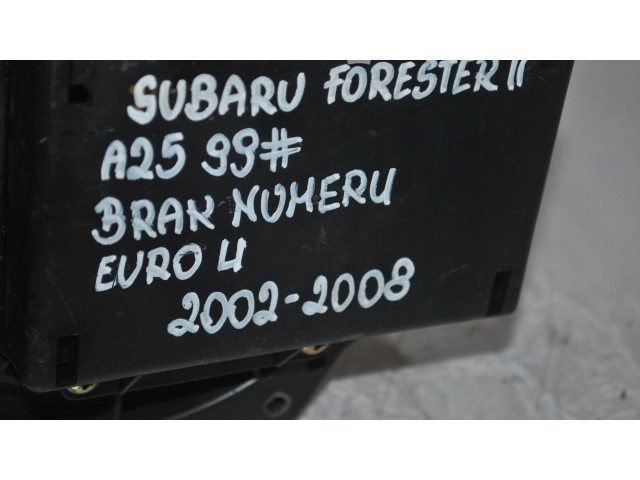 SUBARU FORESTER II
A25 99#
BRAK NUMERU
EURO 4
2002-2008